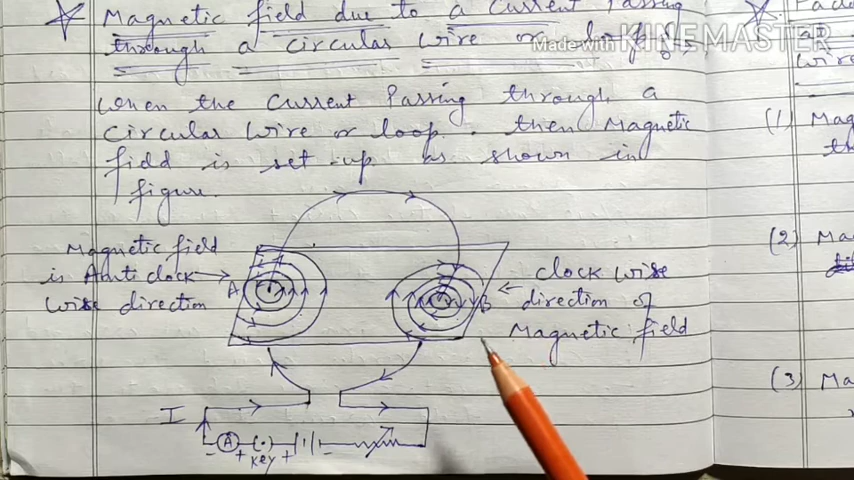 Magnetic field due to a current passing
through a circular wire or loop
Made with KINEMASTER
when the current Passing through a
Circular wire or loop. then Magnetic
field is set-up as shown in
figure.
Magnetic field
is Anti clock
wise direction
A
B
clock wise
direction of
Magnetic field
I
A
- + key + -
(1) Mag
th
(2) Ma
(3) Ma
wire